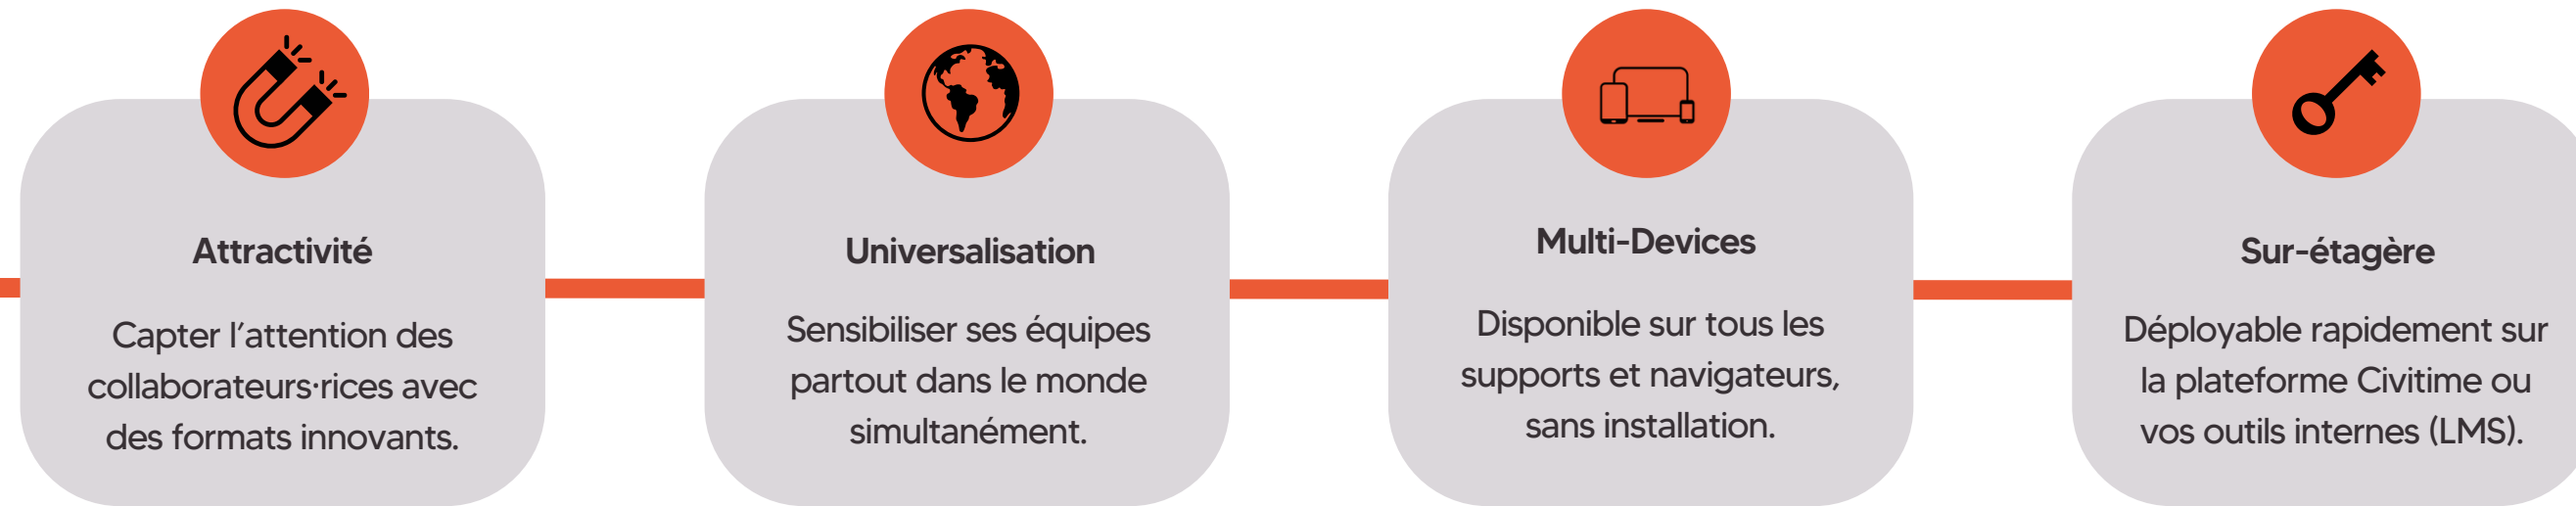 Attractivité
Capter l'attention des
collaborateurs·rices avec
des formats innovants.
Universalisation
Sensibiliser ses équipes
partout dans le monde
simultanément.
Multi-Devices
Disponible sur tous les
supports et navigateurs,
sans installation.
Sur-étagère
Déployable rapidement sur
la plateforme Civitime ou
vos outils internes (LMS).